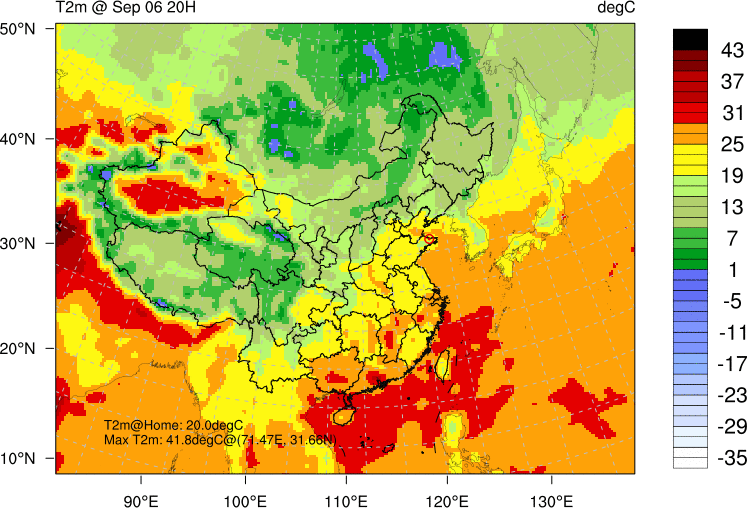 T2m @ Sep 06 20H
degC
50°N
40°N
30°N
20°N
10°N
43
37
31
25
19
13
7
1
-5
-11
-17
-23
-29
-35
T2m@Home: 20.0degC
Max T2m: 41.8degC@(71.47E, 31.66N)
90°E
100°E
110°E
120°E
130°E